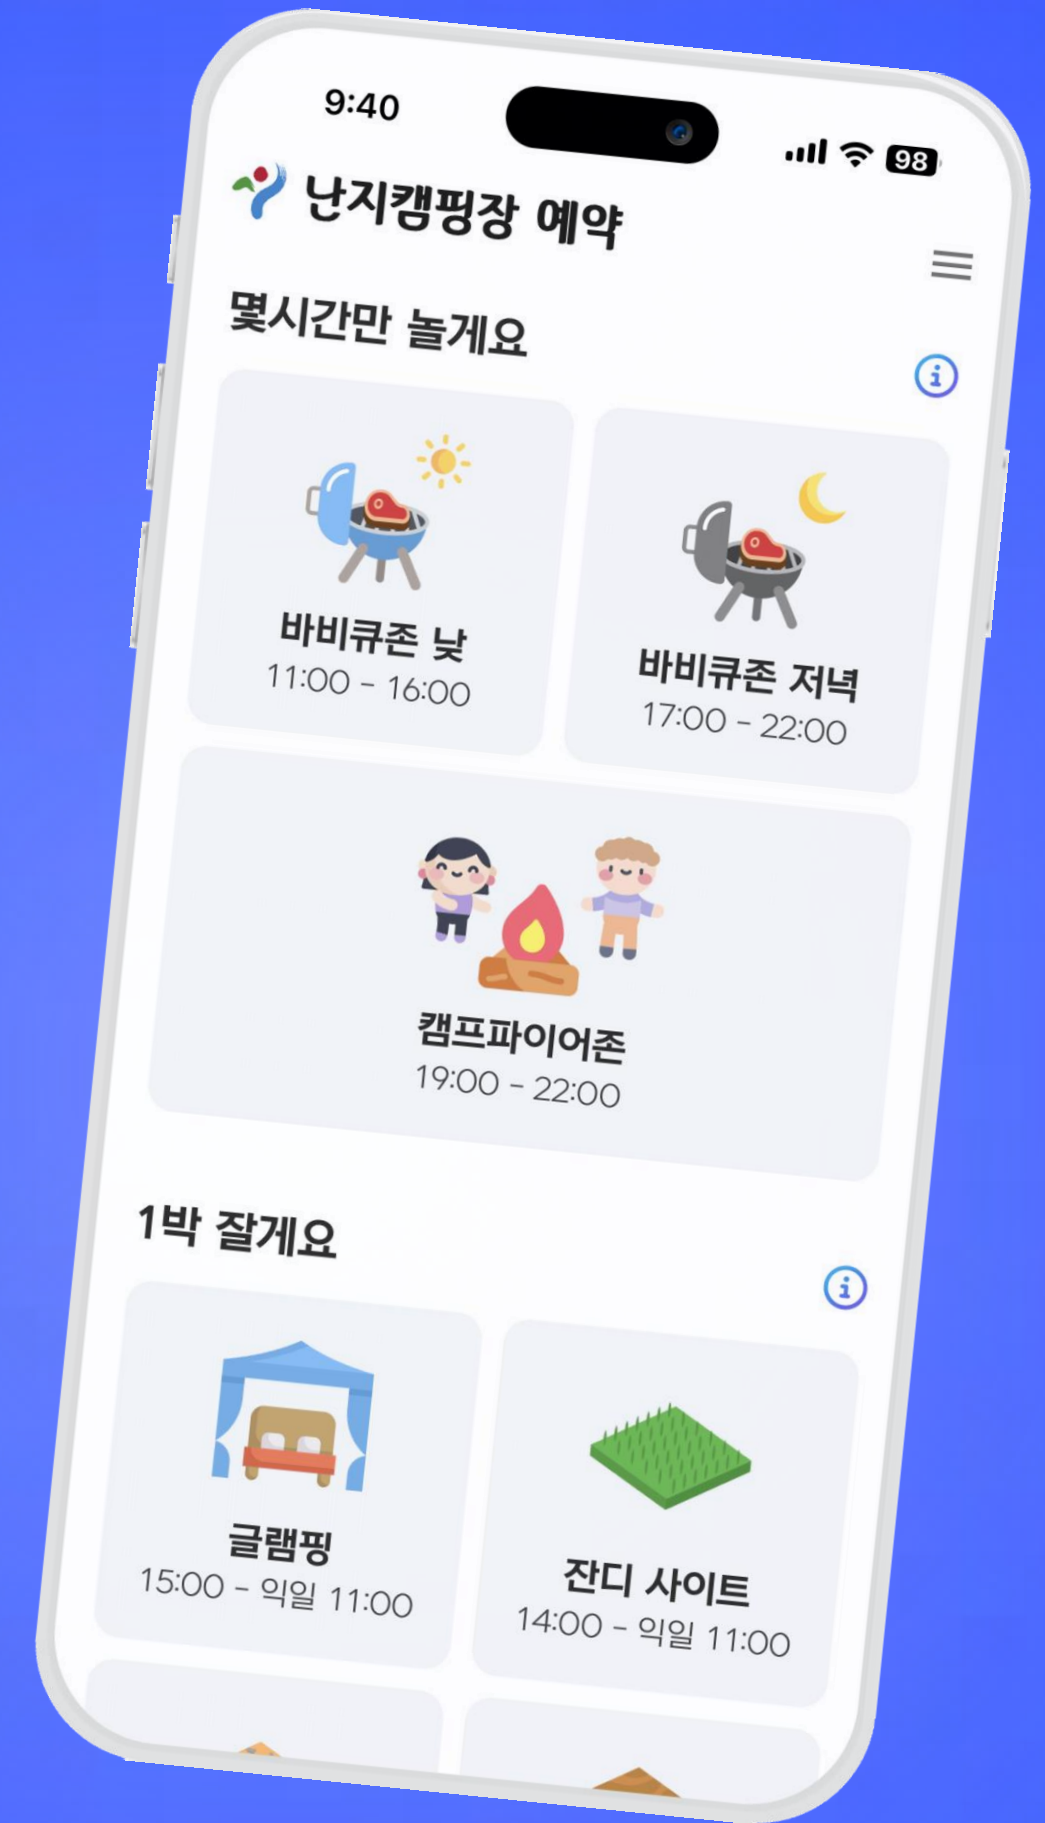 9:40
98
난지캠핑장 예약
몇시간만 놀게요
바비큐존 낮
11:00 - 16:00
바비큐존 저녁
17:00 - 22:00
캠프파이어존
19:00 - 22:00
1박 잘게요
글램핑
15:00 - 익일 11:00
잔디 사이트
14:00 - 익일 11:00